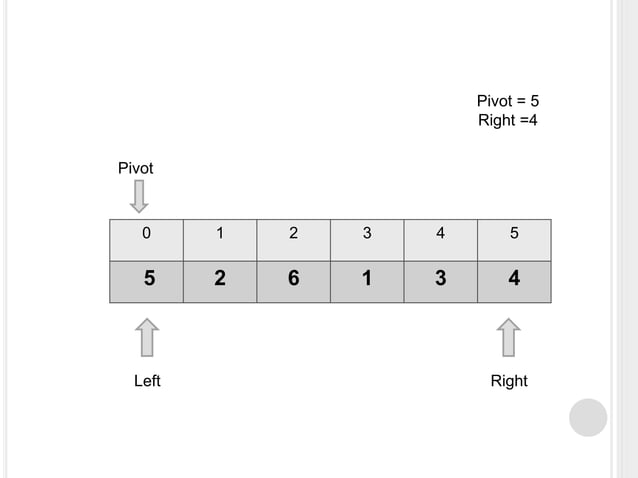 Pivot = 5
Right =4
Pivot
0 1 2 3 4 5
5 2 6 1 3 4
Left Right